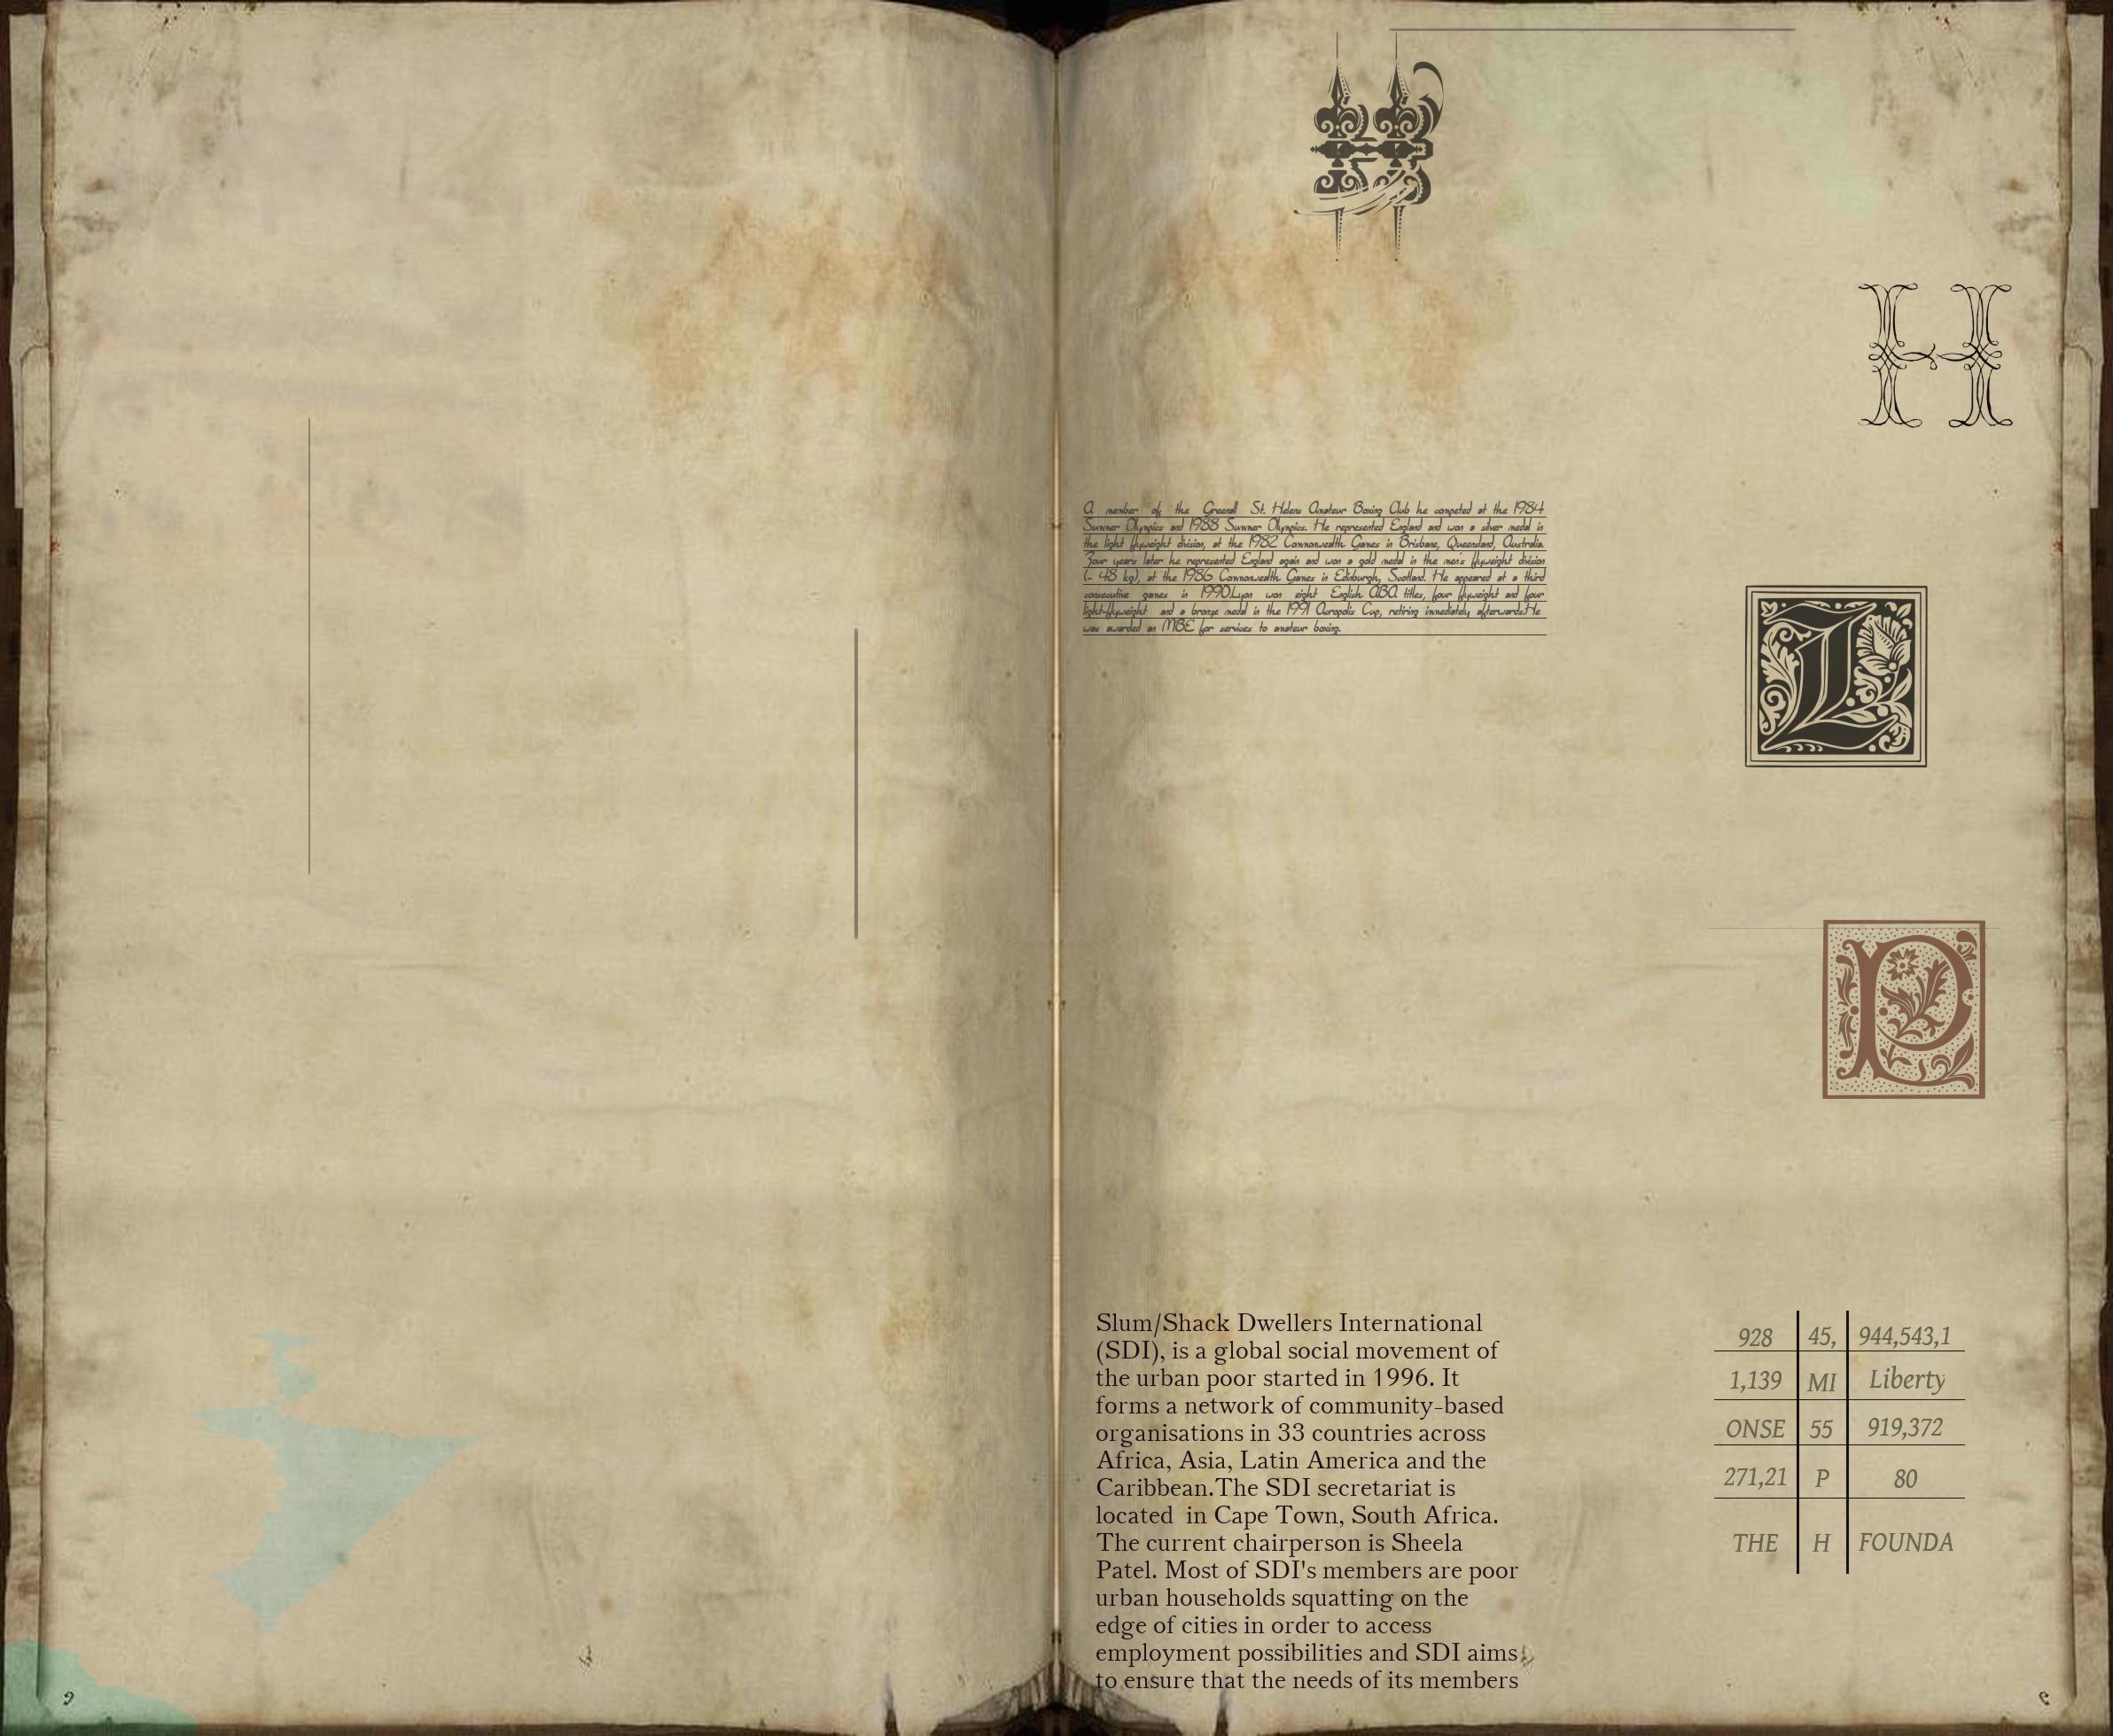 H
H
A member of the Greenall St. Helens Amateur Boxing Club he competed at the 1984
Summer Olympics and 1988 Summer Olympics. He represented England and won a silver medal in
the light flyweight division, at the 1982 Commonwealth Games in Brisbane, Queensland, Australia.
Four years later he represented England again and won a gold medal in the men's flyweight division
(- 48 kg), at the 1986 Commonwealth Games in Edinburgh, Scotland. He appeared at a third
consecutive games in 1990.Lyon won eight English ABA titles, four flyweight and four
light-flyweight and a bronze medal in the 1991 Acropolis Cup, retiring immediately afterwards.He
was awarded an MBE for services to amateur boxing.
L
P
Slum/Shack Dwellers International
(SDI), is a global social movement of
the urban poor started in 1996. It
forms a network of community-based
organisations in 33 countries across
Africa, Asia, Latin America and the
Caribbean.The SDI secretariat is
located in Cape Town, South Africa.
The current chairperson is Sheela
Patel. Most of SDI's members are poor
urban households squatting on the
edge of cities in order to access
employment possibilities and SDI aims
to ensure that the needs of its members
928 45, 944,543,1
1,139 MI Liberty
ONSE 55 919,372
271,21 P 80
THE H FOUNDA